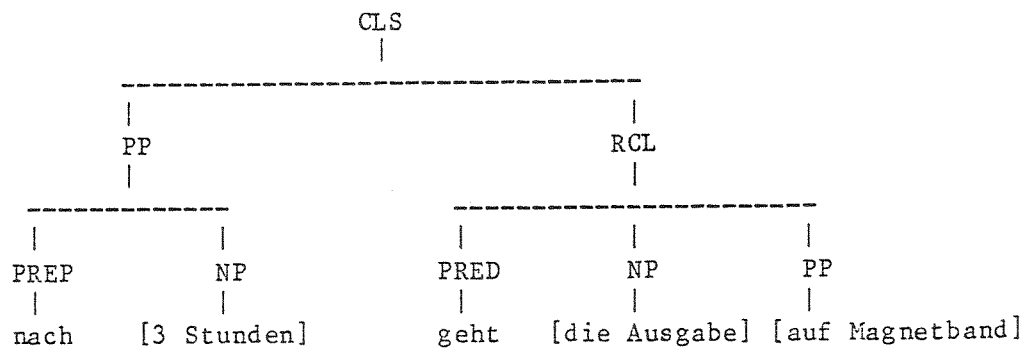 CLS
PP RCL
PREP NP PRED NP PP
nach [3 Stunden] geht [die Ausgabe] [auf Magnetband]